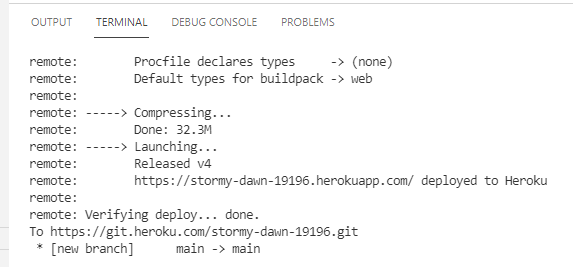 OUTPUT TERMINAL DEBUG CONSOLE PROBLEMS
remote:        Procfile declares types     -> (none)
remote:        Default types for buildpack -> web
remote:
remote: -----> Compressing...
remote:        Done: 32.3M
remote: -----> Launching...
remote:        Released v4
remote:        https://stormy-dawn-19196.herokuapp.com/ deployed to Heroku
remote:
remote: Verifying deploy... done.
To https://git.heroku.com/stormy-dawn-19196.git
 * [new branch]      main -> main